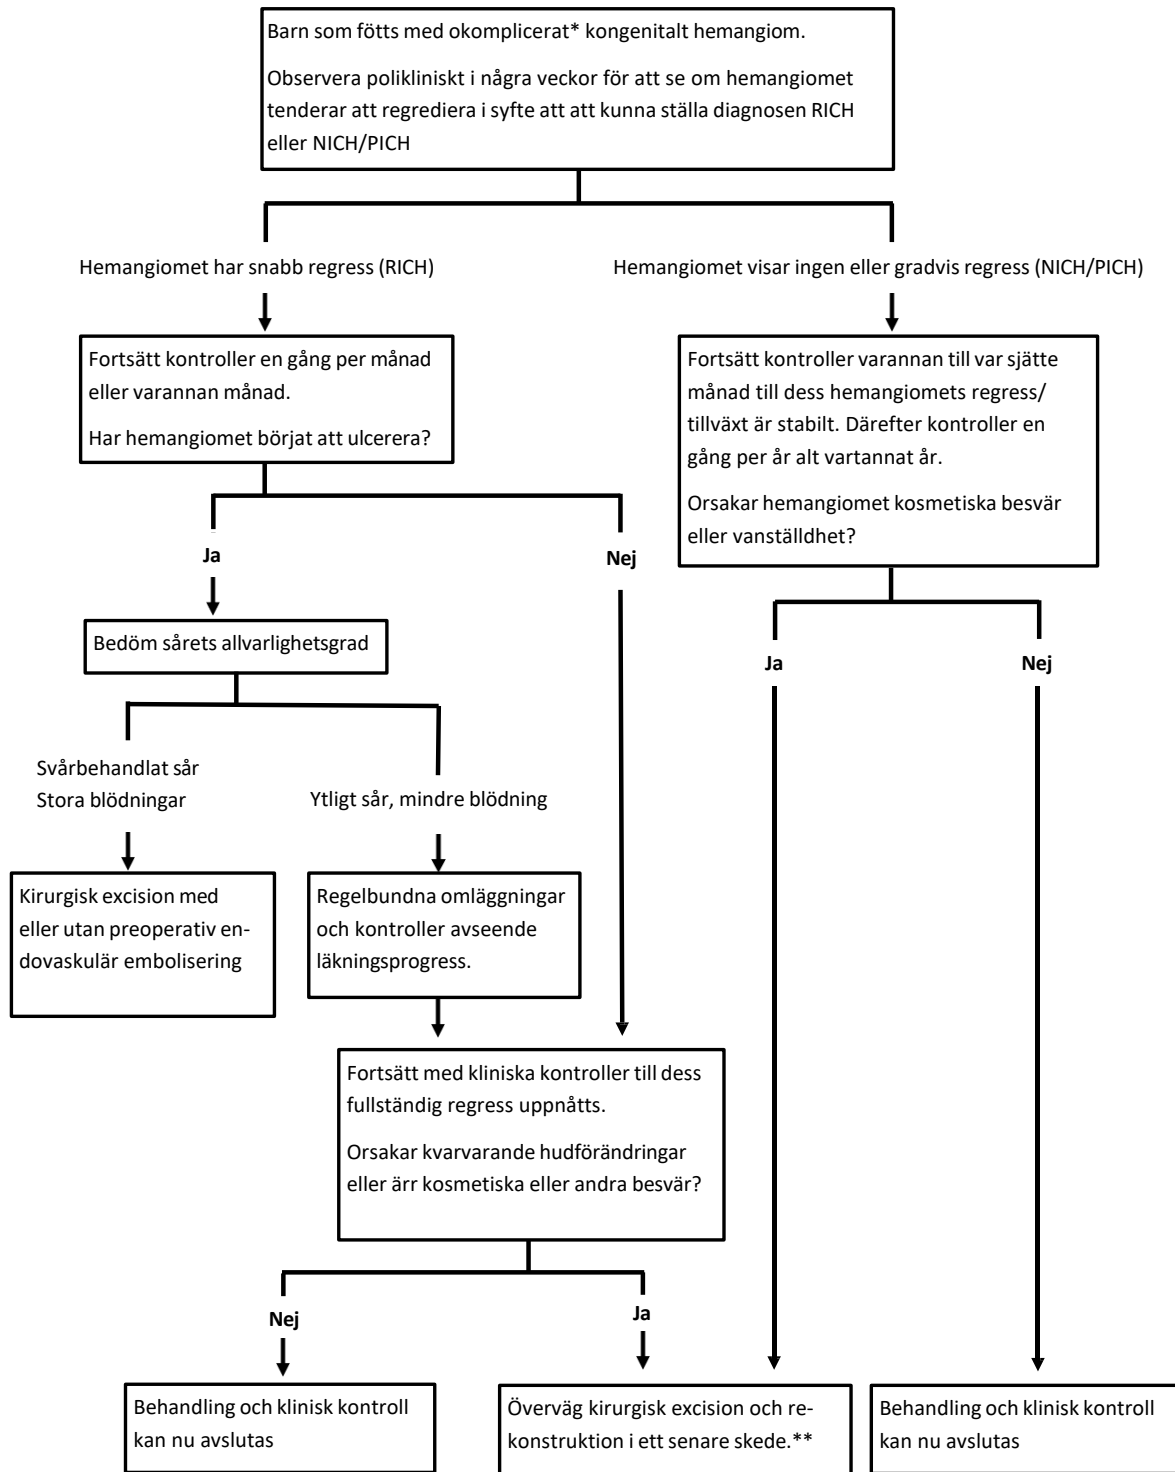 Barn som fötts med okomplicerat* kongenitalt hemangiom.
Observera polikliniskt i några veckor för att se om hemangiomet
tenderar att regrediera i syfte att att kunna ställa diagnosen RICH
eller NICH/PICH
Hemangiomet har snabb regress (RICH)
Hemangiomet visar ingen eller gradvis regress (NICH/PICH)
Fortsätt kontroller en gång per månad
eller varannan månad.
Har hemangiomet börjat att ulcerera?
Fortsätt kontroller varannan till var sjätte
månad till dess hemangiomets regress/
tillväxt är stabilt. Därefter kontroller en
gång per år alt vartannat år.
Orsakar hemangiomet kosmetiska besvär
eller vanställdhet?
Ja
Nej
Bedöm sårets allvarlighetsgrad
Ja
Nej
Svårbehandlat sår
Stora blödningar
Ytligt sår, mindre blödning
Kirurgisk excision med
eller utan preoperativ en-
dovaskulär embolisering
Regelbundna omläggningar
och kontroller avseende
läkningsprogress.
Fortsätt med kliniska kontroller till dess
fullständig regress uppnåtts.
Orsakar kvarvarande hudförändringar
eller ärr kosmetiska eller andra besvär?
Nej
Ja
Behandling och klinisk kontroll
kan nu avslutas
Överväg kirurgisk excision och re-
konstruktion i ett senare skede.**
Behandling och klinisk kontroll
kan nu avslutas